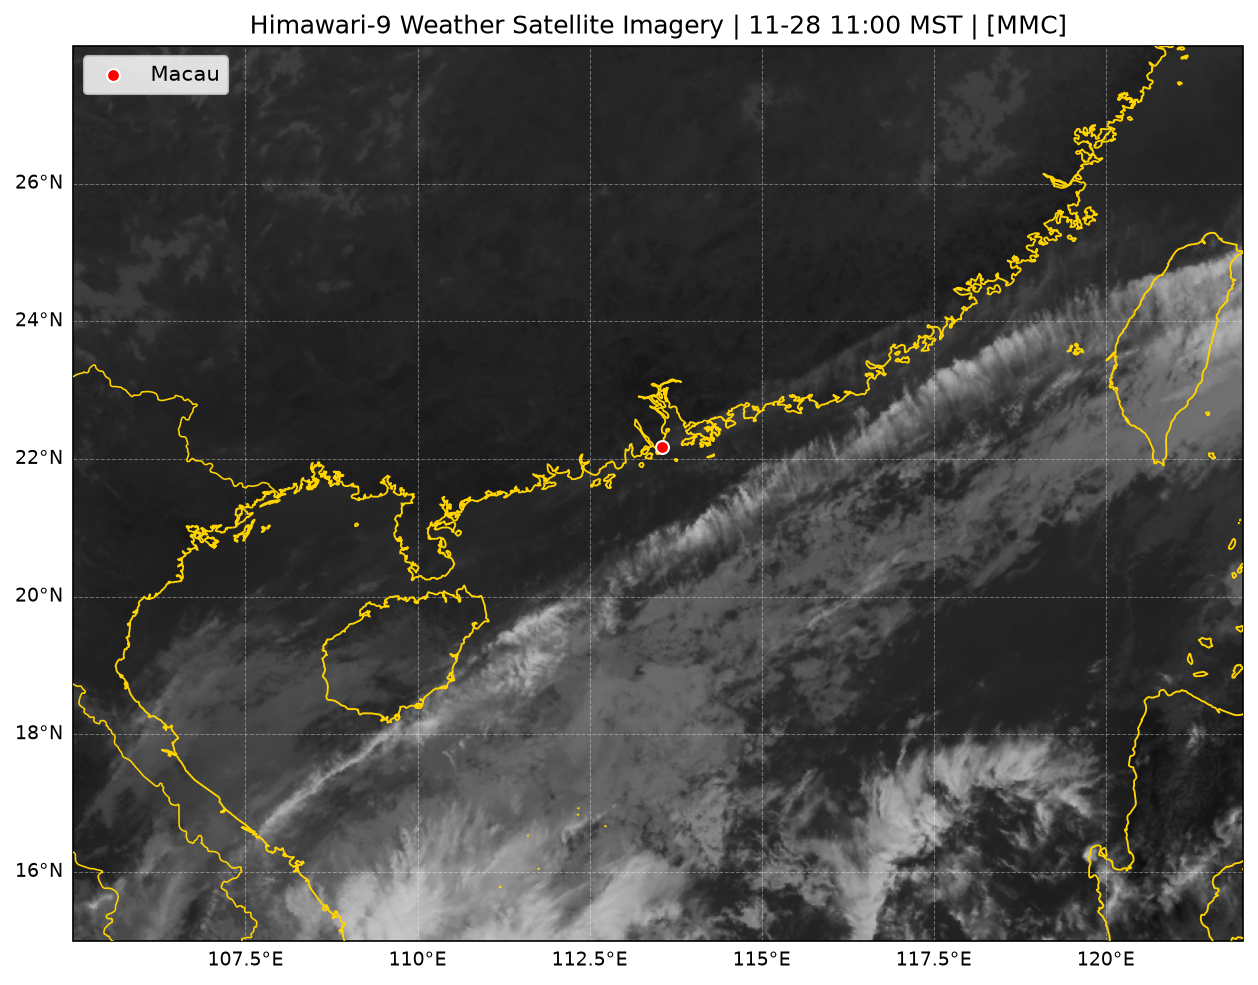 Himawari-9 Weather Satellite Imagery | 11-28 11:00 MST | [MMC]
Macau
26°N
24°N
22°N
20°N
18°N
16°N
107.5°E 110°E 112.5°E 115°E 117.5°E 120°E